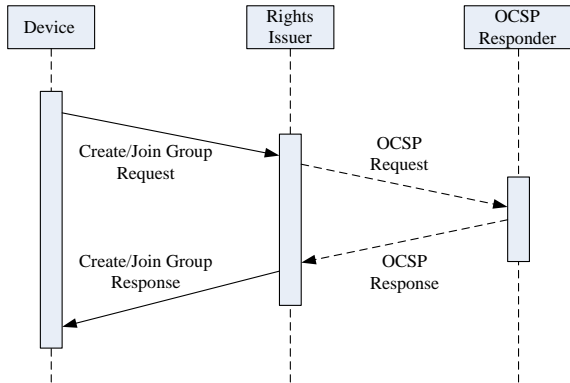 Device
Rights
Issuer
OCSP
Responder
Create/Join Group
Request
OCSP
Request
Create/Join Group
Response
OCSP
Response